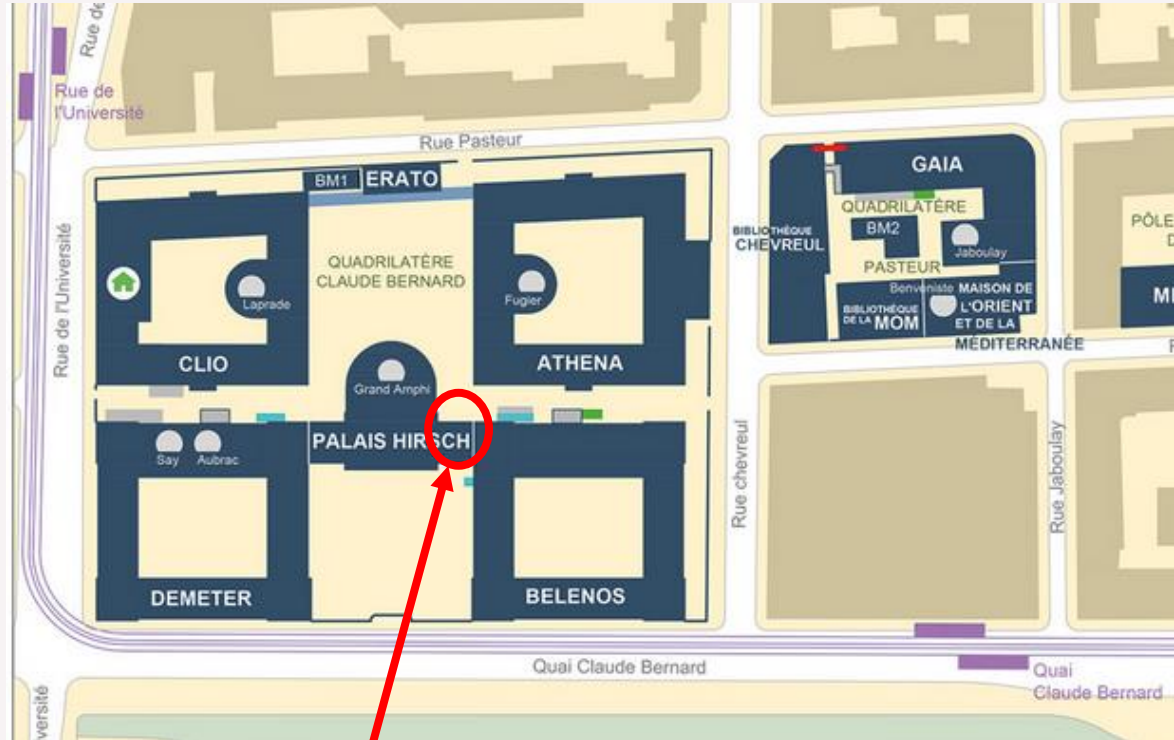 Rue de
Rue de
l'Université
Rue Pasteur
BM1
ERATO
GAIA
QUADRILATÈRE
BM2
BIBLIOTHÈQUE
CHEVREUL
Jaboulay
PASTEUR
PÔLE
Benveniste
MAISON DE
L'ORIENT
ET DE LA
MÉDITERRANÉE
BIBLIOTHÈQUE
DE LA MOM
QUADRILATÈRE
CLAUDE BERNARD
Laprade
Fugier
Rue de l'Université
CLIO
ATHENA
Grand Amphi
PALAIS HIRSCH
Say
Aubrac
Rue chevreul
Rue Jaboulay
DEMETER
BELENOS
Quai Claude Bernard
Quai
Claude Bernard
versité